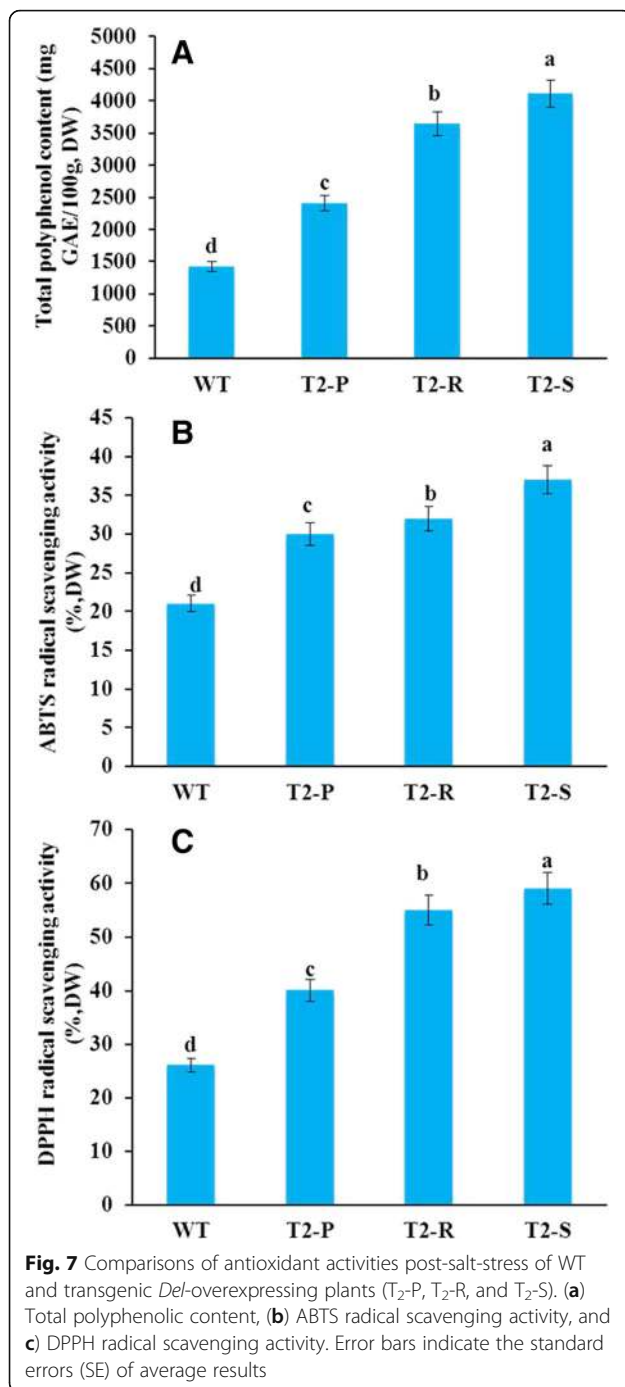 A
Total polyphenol content (mg
GAE/100g, DW)
5000
4500
4000
3500
3000
2500
2000
1500
1000
500
0
d
c
b
a
WT T2-P T2-R T2-S
B
ABTS radical scavenging activity
(%,DW)
45
40
35
30
25
20
15
10
5
0
d
c
b
a
WT T2-P T2-R T2-S
C
DPPH radical scavenging activity
(%,DW)
70
60
50
40
30
20
10
0
d
c
b
a
WT T2-P T2-R T2-S
Fig. 7 Comparisons of antioxidant activities post-salt-stress of WT
and transgenic Del-overexpressing plants (T₂-P, T₂-R, and T₂-S). (a)
Total polyphenolic content, (b) ABTS radical scavenging activity, and
c) DPPH radical scavenging activity. Error bars indicate the standard
errors (SE) of average results